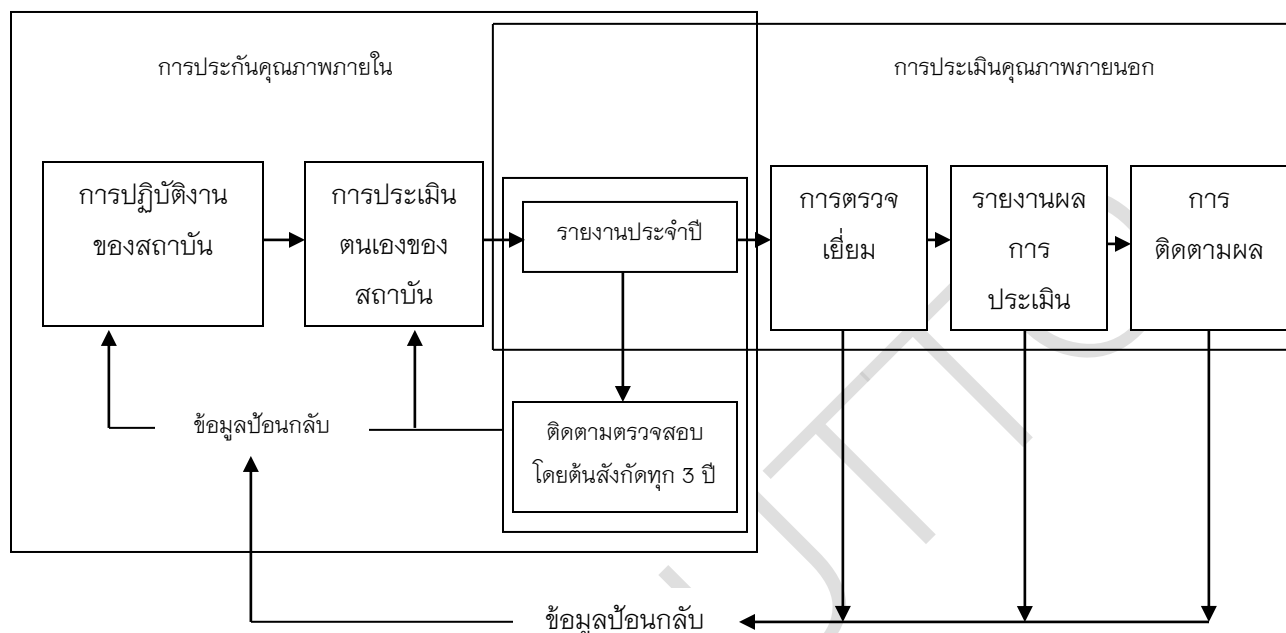 การประกันคุณภาพภายใน
การประเมินคุณภาพภายนอก
การปฏิบัติงาน
ของสถาบัน
การประเมิน
ตนเองของ
สถาบัน
รายงานประจำปี
การตรวจ
เยี่ยม
รายงานผล
การ
ประเมิน
การ
ติดตามผล
ข้อมูลป้อนกลับ
ติดตามตรวจสอบ
โดยต้นสังกัดทุก 3 ปี
ข้อมูลป้อนกลับ